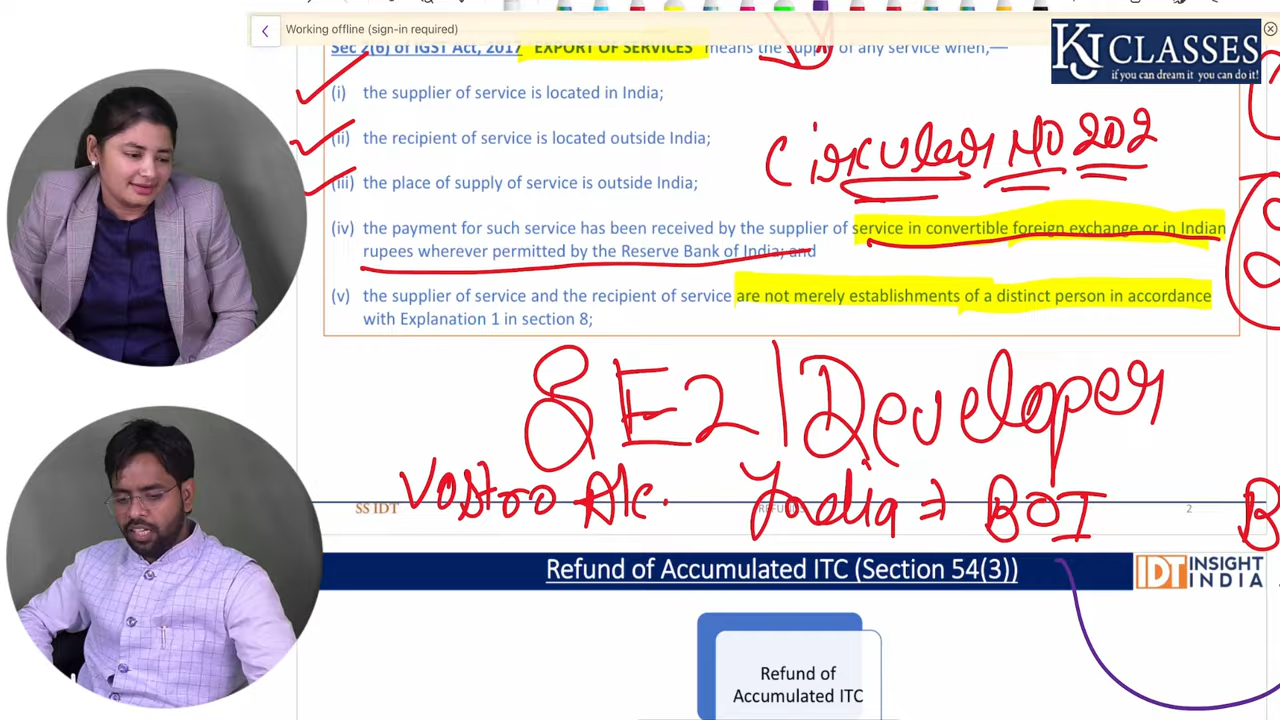 Working offline (sign-in required)
Sec 2(6) of IGST Act, 2017 "EXPORT OF SERVICES" means the supply of any service when,—
KJ CLASSES
if you can dream it you can do it!
(i) the supplier of service is located in India;
(ii) the recipient of service is located outside India;
Circular No 202
(iii) the place of supply of service is outside India;
(iv) the payment for such service has been received by the supplier of service in convertible foreign exchange or in Indian
rupees wherever permitted by the Reserve Bank of India; and
(v) the supplier of service and the recipient of service are not merely establishments of a distinct person in accordance
with Explanation 1 in section 8;
SEZ | Developer
Vostro A/c. India ⇒ BOI
SS IDT
2
Refund of Accumulated ITC (Section 54(3))
IDT INSIGHT
INDIA
Refund of
Accumulated ITC